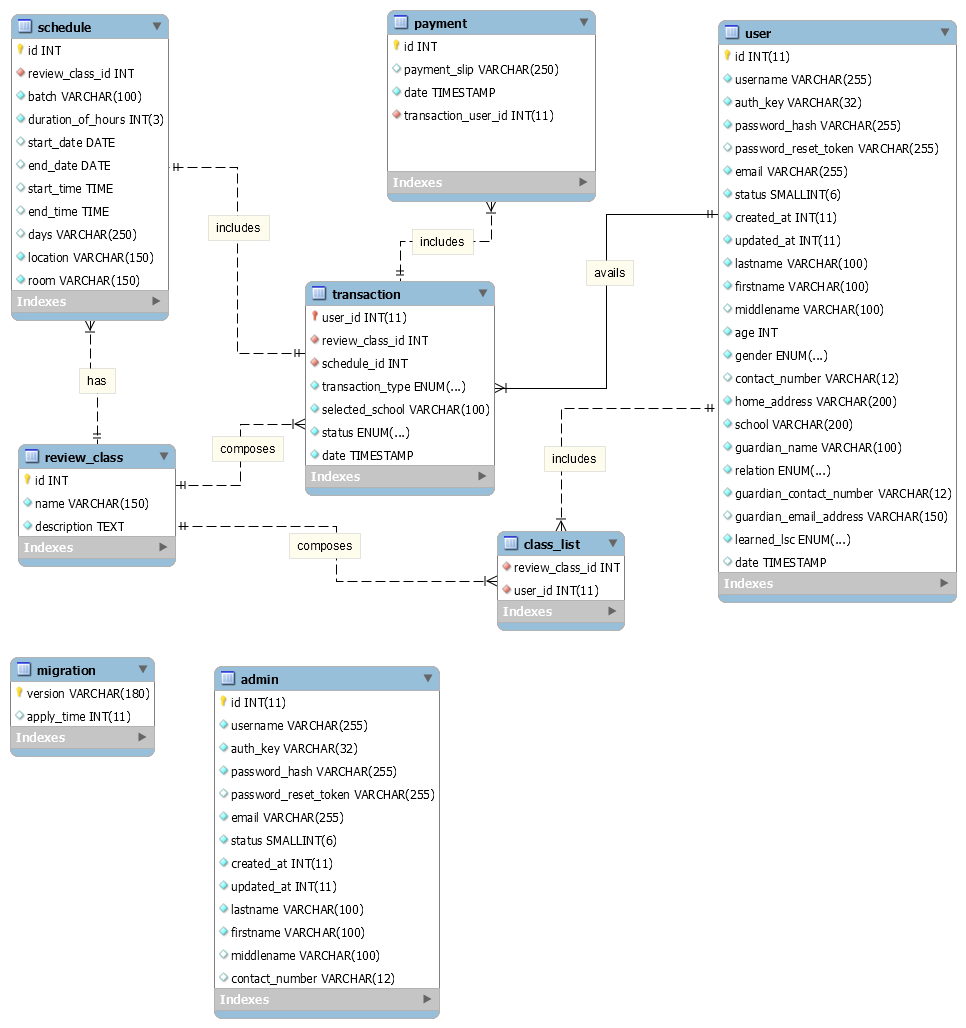 schedule
id INT
review_class_id INT
batch VARCHAR(100)
duration_of_hours INT(3)
start_date DATE
end_date DATE
start_time TIME
end_time TIME
days VARCHAR(250)
location VARCHAR(150)
room VARCHAR(150)
Indexes
payment
id INT
payment_slip VARCHAR(250)
date TIMESTAMP
transaction_user_id INT(11)
Indexes
user
id INT(11)
username VARCHAR(255)
auth_key VARCHAR(32)
password_hash VARCHAR(255)
password_reset_token VARCHAR(255)
email VARCHAR(255)
status SMALLINT(6)
created_at INT(11)
updated_at INT(11)
lastname VARCHAR(100)
firstname VARCHAR(100)
middlename VARCHAR(100)
age INT
gender ENUM(...)
contact_number VARCHAR(12)
home_address VARCHAR(200)
school VARCHAR(200)
guardian_name VARCHAR(100)
relation ENUM(...)
guardian_contact_number VARCHAR(12)
guardian_email_address VARCHAR(150)
learned_lsc ENUM(...)
date TIMESTAMP
Indexes
includes
includes
avails
transaction
user_id INT(11)
review_class_id INT
schedule_id INT
transaction_type ENUM(...)
selected_school VARCHAR(100)
status ENUM(...)
date TIMESTAMP
Indexes
has
composes
includes
review_class
id INT
name VARCHAR(150)
description TEXT
Indexes
composes
class_list
review_class_id INT
user_id INT(11)
Indexes
migration
version VARCHAR(180)
apply_time INT(11)
Indexes
admin
id INT(11)
username VARCHAR(255)
auth_key VARCHAR(32)
password_hash VARCHAR(255)
password_reset_token VARCHAR(255)
email VARCHAR(255)
status SMALLINT(6)
created_at INT(11)
updated_at INT(11)
lastname VARCHAR(100)
firstname VARCHAR(100)
middlename VARCHAR(100)
contact_number VARCHAR(12)
Indexes